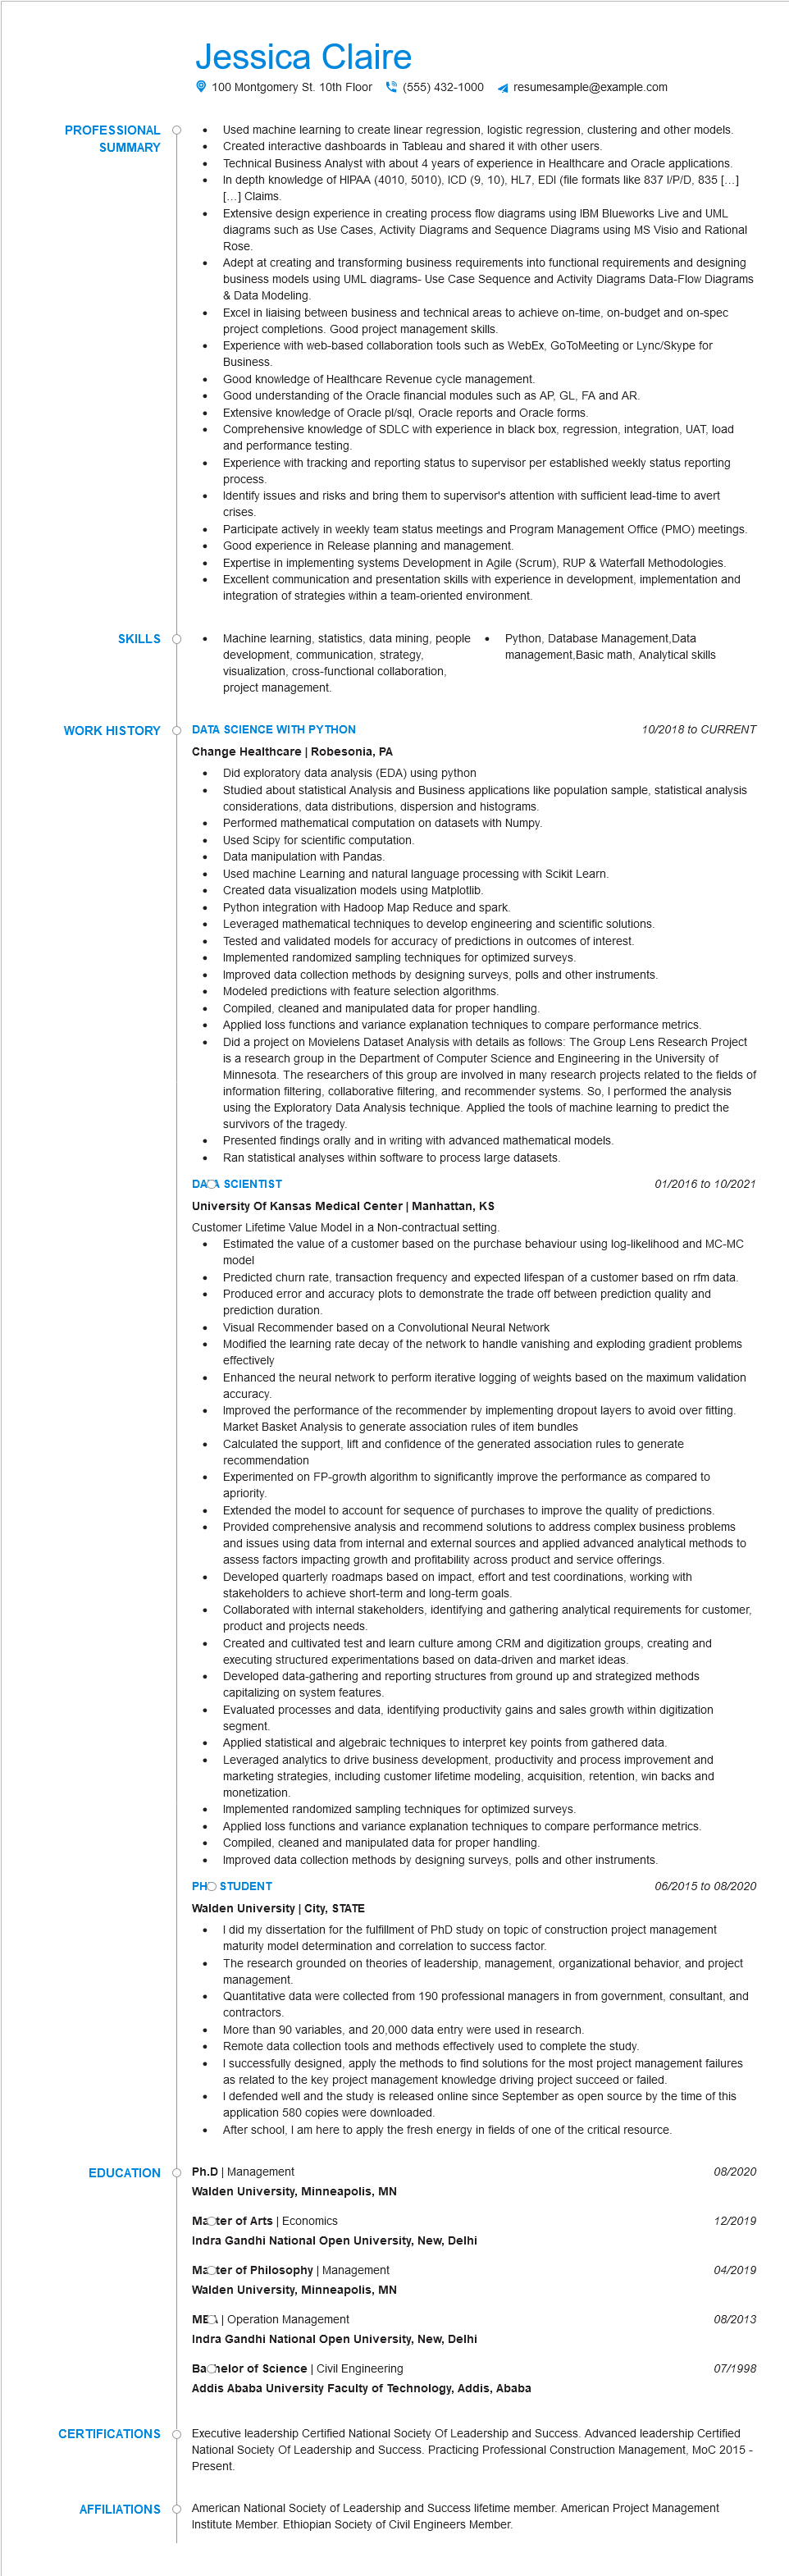 Jessica Claire
100 Montgomery St. 10th Floor (555) 432-1000 resumesample@example.com
PROFESSIONAL SUMMARY
Used machine learning to create linear regression, logistic regression, clustering and other models.
Created interactive dashboards in Tableau and shared it with other users.
Technical Business Analyst with about 4 years of experience in Healthcare and Oracle applications.
In depth knowledge of HIPAA (4010, 5010), ICD (9, 10), HL7, EDI (file formats like 837 I/P/D, 835 […]
[…] Claims.
Extensive design experience in creating process flow diagrams using IBM Blueworks Live and UML
diagrams such as Use Cases, Activity Diagrams and Sequence Diagrams using MS Visio and Rational
Rose.
Adept at creating and transforming business requirements into functional requirements and designing
business models using UML diagrams- Use Case Sequence and Activity Diagrams Data-Flow Diagrams
& Data Modeling.
Excel in liaising between business and technical areas to achieve on-time, on-budget and on-spec
project completions. Good project management skills.
Experience with web-based collaboration tools such as WebEx, GoToMeeting or Lync/Skype for
Business.
Good knowledge of Healthcare Revenue cycle management.
Good understanding of the Oracle financial modules such as AP, GL, FA and AR.
Extensive knowledge of Oracle pl/sql, Oracle reports and Oracle forms.
Comprehensive knowledge of SDLC with experience in black box, regression, integration, UAT, load
and performance testing.
Experience with tracking and reporting status to supervisor per established weekly status reporting
process.
Identify issues and risks and bring them to supervisor's attention with sufficient lead-time to avert
crises.
Participate actively in weekly team status meetings and Program Management Office (PMO) meetings.
Good experience in Release planning and management.
Expertise in implementing systems Development in Agile (Scrum), RUP & Waterfall Methodologies.
Excellent communication and presentation skills with experience in development, implementation and
integration of strategies within a team-oriented environment.
SKILLS
Machine learning, statistics, data mining, people
development, communication, strategy,
visualization, cross-functional collaboration,
project management.
Python, Database Management,Data
management,Basic math, Analytical skills
WORK HISTORY
DATA SCIENCE WITH PYTHON 10/2018 to CURRENT
Change Healthcare | Robesonia, PA
Did exploratory data analysis (EDA) using python
Studied about statistical Analysis and Business applications like population sample, statistical analysis
considerations, data distributions, dispersion and histograms.
Performed mathematical computation on datasets with Numpy.
Used Scipy for scientific computation.
Data manipulation with Pandas.
Used machine Learning and natural language processing with Scikit Learn.
Created data visualization models using Matplotlib.
Python integration with Hadoop Map Reduce and spark.
Leveraged mathematical techniques to develop engineering and scientific solutions.
Tested and validated models for accuracy of predictions in outcomes of interest.
Implemented randomized sampling techniques for optimized surveys.
Improved data collection methods by designing surveys, polls and other instruments.
Modeled predictions with feature selection algorithms.
Compiled, cleaned and manipulated data for proper handling.
Applied loss functions and variance explanation techniques to compare performance metrics.
Did a project on Movielens Dataset Analysis with details as follows: The Group Lens Research Project
is a research group in the Department of Computer Science and Engineering in the University of
Minnesota. The researchers of this group are involved in many research projects related to the fields of
information filtering, collaborative filtering, and recommender systems. So, I performed the analysis
using the Exploratory Data Analysis technique. Applied the tools of machine learning to predict the
survivors of the tragedy.
Presented findings orally and in writing with advanced mathematical models.
Ran statistical analyses within software to process large datasets.
DATA SCIENTIST 01/2016 to 10/2021
University Of Kansas Medical Center | Manhattan, KS
Customer Lifetime Value Model in a Non-contractual setting.
Estimated the value of a customer based on the purchase behaviour using log-likelihood and MC-MC
model
Predicted churn rate, transaction frequency and expected lifespan of a customer based on rfm data.
Produced error and accuracy plots to demonstrate the trade off between prediction quality and
prediction duration.
Visual Recommender based on a Convolutional Neural Network
Modified the learning rate decay of the network to handle vanishing and exploding gradient problems
effectively
Enhanced the neural network to perform iterative logging of weights based on the maximum validation
accuracy.
Improved the performance of the recommender by implementing dropout layers to avoid over fitting.
Market Basket Analysis to generate association rules of item bundles
Calculated the support, lift and confidence of the generated association rules to generate
recommendation
Experimented on FP-growth algorithm to significantly improve the performance as compared to
apriority.
Extended the model to account for sequence of purchases to improve the quality of predictions.
Provided comprehensive analysis and recommend solutions to address complex business problems
and issues using data from internal and external sources and applied advanced analytical methods to
assess factors impacting growth and profitability across product and service offerings.
Developed quarterly roadmaps based on impact, effort and test coordinations, working with
stakeholders to achieve short-term and long-term goals.
Collaborated with internal stakeholders, identifying and gathering analytical requirements for customer,
product and projects needs.
Created and cultivated test and learn culture among CRM and digitization groups, creating and
executing structured experimentations based on data-driven and market ideas.
Developed data-gathering and reporting structures from ground up and strategized methods
capitalizing on system features.
Evaluated processes and data, identifying productivity gains and sales growth within digitization
segment.
Applied statistical and algebraic techniques to interpret key points from gathered data.
Leveraged analytics to drive business development, productivity and process improvement and
marketing strategies, including customer lifetime modeling, acquisition, retention, win backs and
monetization.
Implemented randomized sampling techniques for optimized surveys.
Applied loss functions and variance explanation techniques to compare performance metrics.
Compiled, cleaned and manipulated data for proper handling.
Improved data collection methods by designing surveys, polls and other instruments.
PHD STUDENT 06/2015 to 08/2020
Walden University | City, STATE
I did my dissertation for the fulfillment of PhD study on topic of construction project management
maturity model determination and correlation to success factor.
The research grounded on theories of leadership, management, organizational behavior, and project
management.
Quantitative data were collected from 190 professional managers in from government, consultant, and
contractors.
More than 90 variables, and 20,000 data entry were used in research.
Remote data collection tools and methods effectively used to complete the study.
I successfully designed, apply the methods to find solutions for the most project management failures
as related to the key project management knowledge driving project succeed or failed.
I defended well and the study is released online since September as open source by the time of this
application 580 copies were downloaded.
After school, I am here to apply the fresh energy in fields of one of the critical resource.
EDUCATION
Ph.D | Management 08/2020
Walden University, Minneapolis, MN
Master of Arts | Economics 12/2019
Indra Gandhi National Open University, New, Delhi
Master of Philosophy | Management 04/2019
Walden University, Minneapolis, MN
MBA | Operation Management 08/2013
Indra Gandhi National Open University, New, Delhi
Bachelor of Science | Civil Engineering 07/1998
Addis Ababa University Faculty of Technology, Addis, Ababa
CERTIFICATIONS
Executive leadership Certified National Society Of Leadership and Success. Advanced leadership Certified
National Society Of Leadership and Success. Practicing Professional Construction Management, MoC 2015 -
Present.
AFFILIATIONS
American National Society of Leadership and Success lifetime member. American Project Management
Institute Member. Ethiopian Society of Civil Engineers Member.